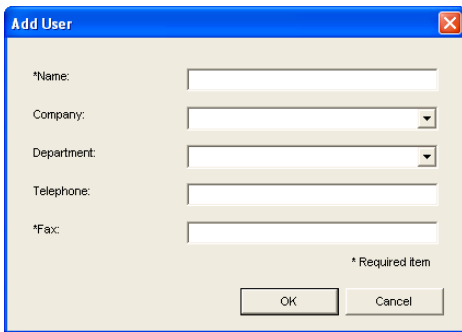 Add User
*Name:
Company:
Department:
Telephone:
*Fax:
* Required item
OK Cancel